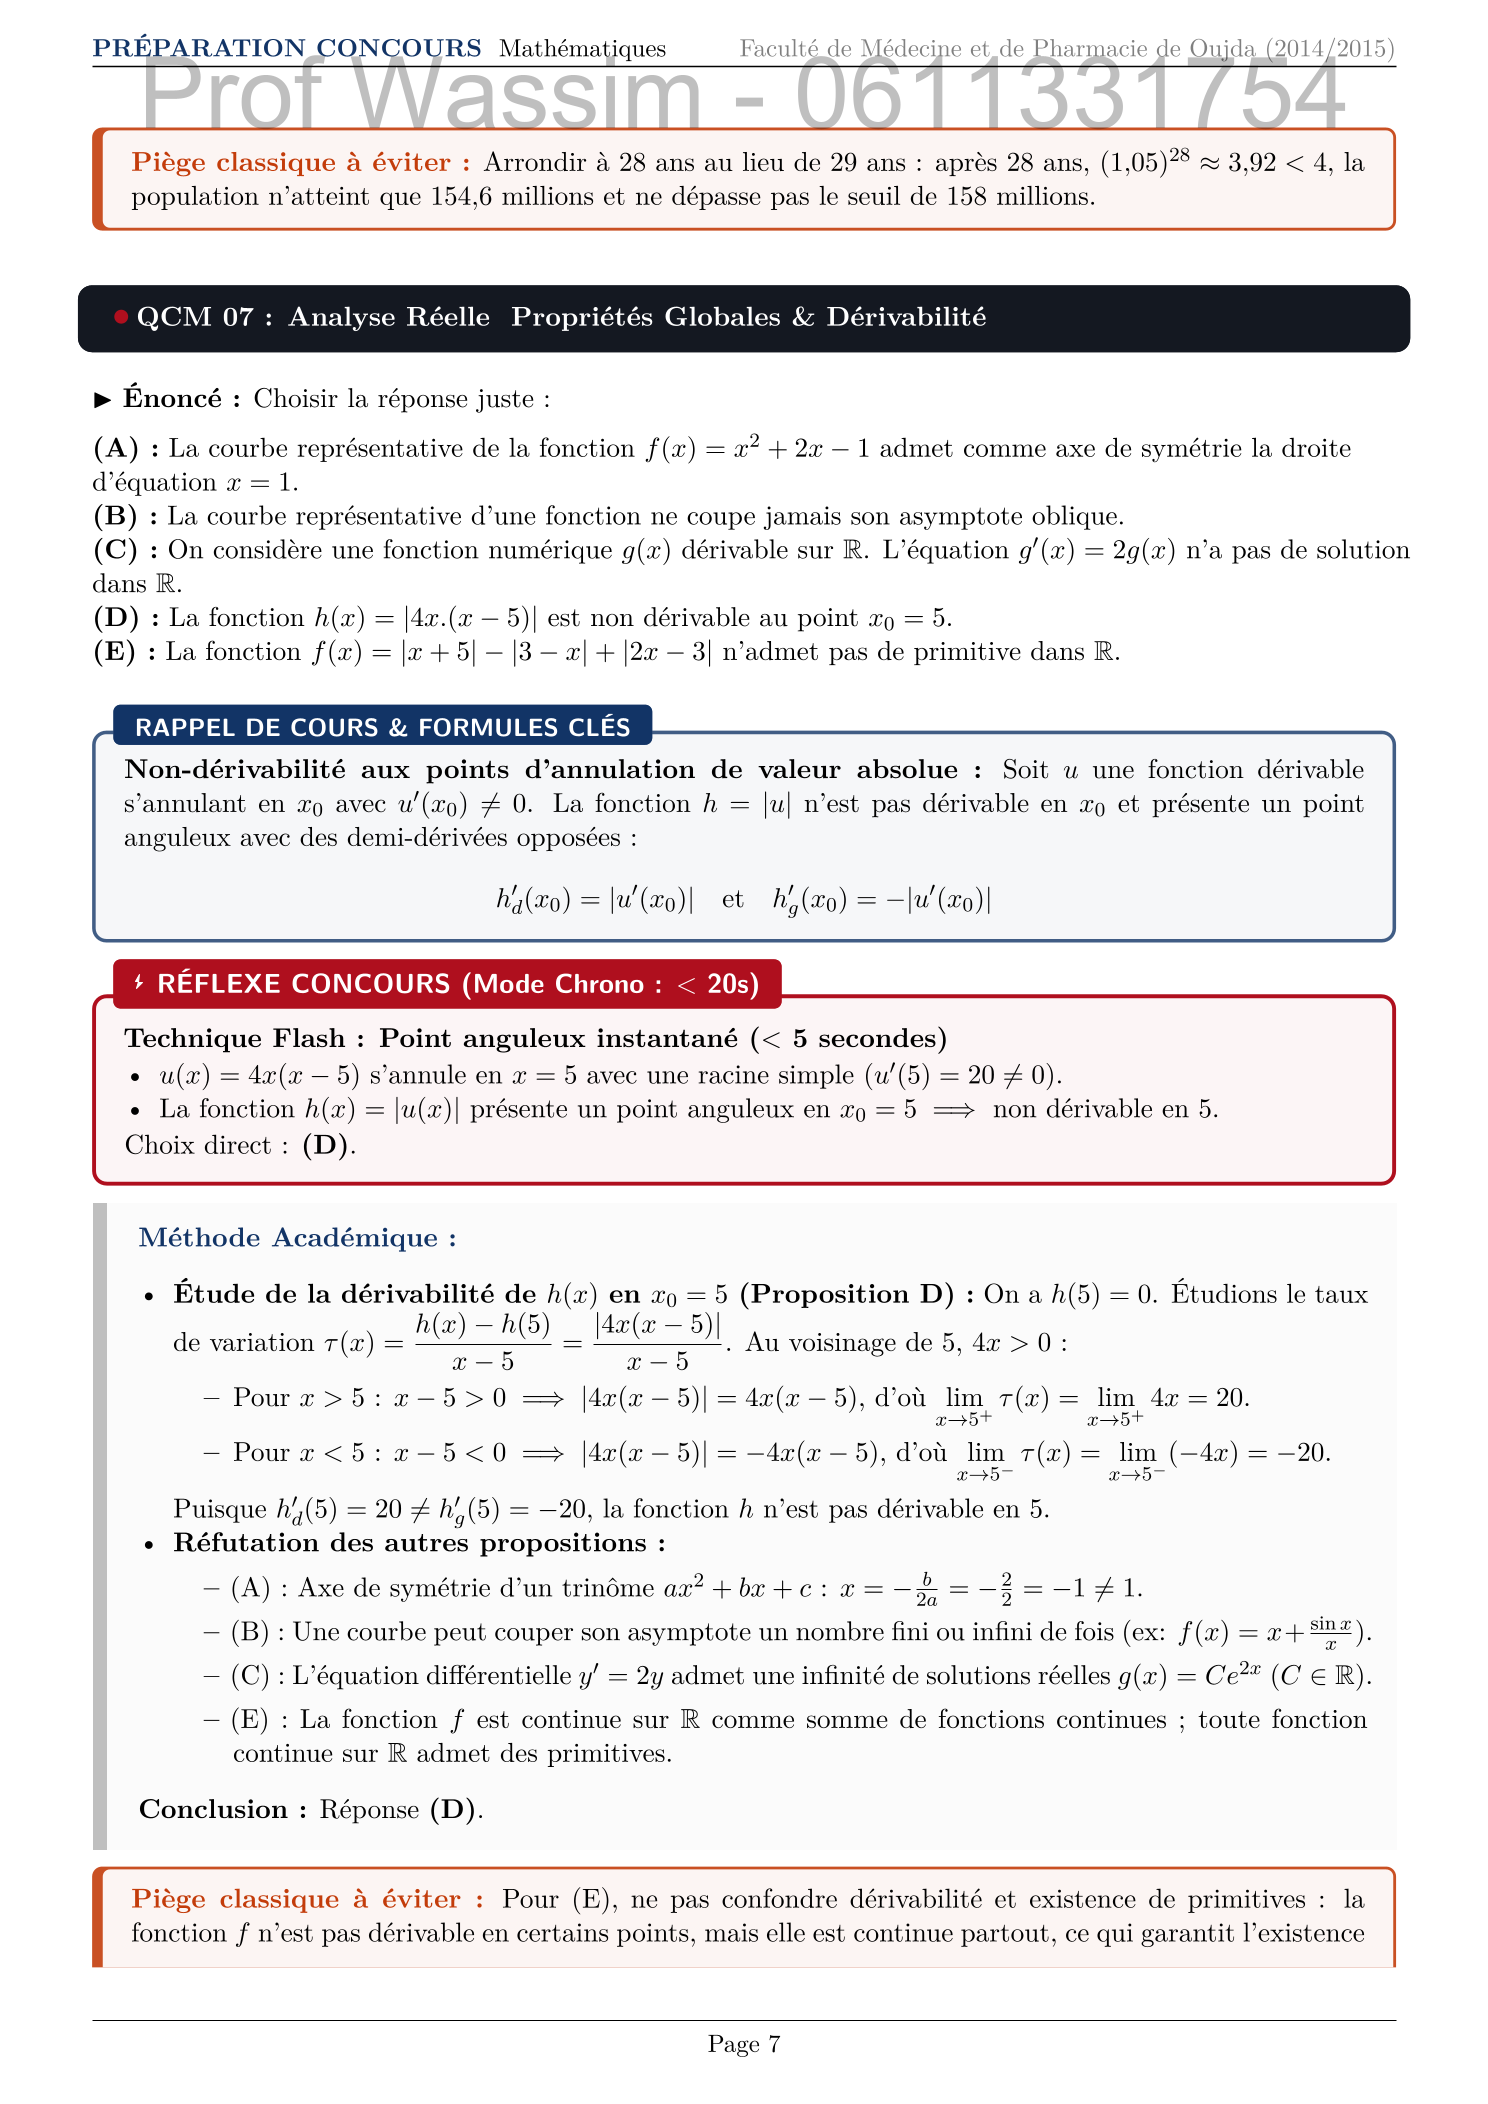 PRÉPARATION CONCOURS Mathématiques Faculté de Médecine et de Pharmacie de Oujda (2014/2015)
Prof Wassim - 0611331754
Piège classique à éviter : Arrondir à 28 ans au lieu de 29 ans : après 28 ans, (1,05)^28 ≈ 3,92 < 4, la
population n'atteint que 154,6 millions et ne dépasse pas le seuil de 158 millions.
● QCM 07 : Analyse Réelle Propriétés Globales & Dérivabilité
▶ Énoncé : Choisir la réponse juste :
(A) : La courbe représentative de la fonction f(x) = x² + 2x − 1 admet comme axe de symétrie la droite
d'équation x = 1.
(B) : La courbe représentative d'une fonction ne coupe jamais son asymptote oblique.
(C) : On considère une fonction numérique g(x) dérivable sur ℝ. L'équation g′(x) = 2g(x) n'a pas de solution
dans ℝ.
(D) : La fonction h(x) = |4x.(x − 5)| est non dérivable au point x₀ = 5.
(E) : La fonction f(x) = |x + 5| − |3 − x| + |2x − 3| n'admet pas de primitive dans ℝ.
RAPPEL DE COURS & FORMULES CLÉS
Non-dérivabilité aux points d'annulation de valeur absolue : Soit u une fonction dérivable
s'annulant en x₀ avec u′(x₀) ≠ 0. La fonction h = |u| n'est pas dérivable en x₀ et présente un point
anguleux avec des demi-dérivées opposées :
h′_d(x₀) = |u′(x₀)| et h′_g(x₀) = −|u′(x₀)|
⚡ RÉFLEXE CONCOURS (Mode Chrono : < 20s)
Technique Flash : Point anguleux instantané (< 5 secondes)
• u(x) = 4x(x − 5) s'annule en x = 5 avec une racine simple (u′(5) = 20 ≠ 0).
• La fonction h(x) = |u(x)| présente un point anguleux en x₀ = 5 ⟹ non dérivable en 5.
Choix direct : (D).
Méthode Académique :
• Étude de la dérivabilité de h(x) en x₀ = 5 (Proposition D) : On a h(5) = 0. Étudions le taux
de variation τ(x) = (h(x) − h(5))/(x − 5) = |4x(x − 5)|/(x − 5). Au voisinage de 5, 4x > 0 :
– Pour x > 5 : x − 5 > 0 ⟹ |4x(x − 5)| = 4x(x − 5), d'où lim_{x→5⁺} τ(x) = lim_{x→5⁺} 4x = 20.
– Pour x < 5 : x − 5 < 0 ⟹ |4x(x − 5)| = −4x(x − 5), d'où lim_{x→5⁻} τ(x) = lim_{x→5⁻} (−4x) = −20.
Puisque h′_d(5) = 20 ≠ h′_g(5) = −20, la fonction h n'est pas dérivable en 5.
• Réfutation des autres propositions :
– (A) : Axe de symétrie d'un trinôme ax² + bx + c : x = −b/2a = −2/2 = −1 ≠ 1.
– (B) : Une courbe peut couper son asymptote un nombre fini ou infini de fois (ex: f(x) = x + sin x/x).
– (C) : L'équation différentielle y′ = 2y admet une infinité de solutions réelles g(x) = Ce^{2x} (C ∈ ℝ).
– (E) : La fonction f est continue sur ℝ comme somme de fonctions continues ; toute fonction
continue sur ℝ admet des primitives.
Conclusion : Réponse (D).
Piège classique à éviter : Pour (E), ne pas confondre dérivabilité et existence de primitives : la
fonction f n'est pas dérivable en certains points, mais elle est continue partout, ce qui garantit l'existence
Page 7